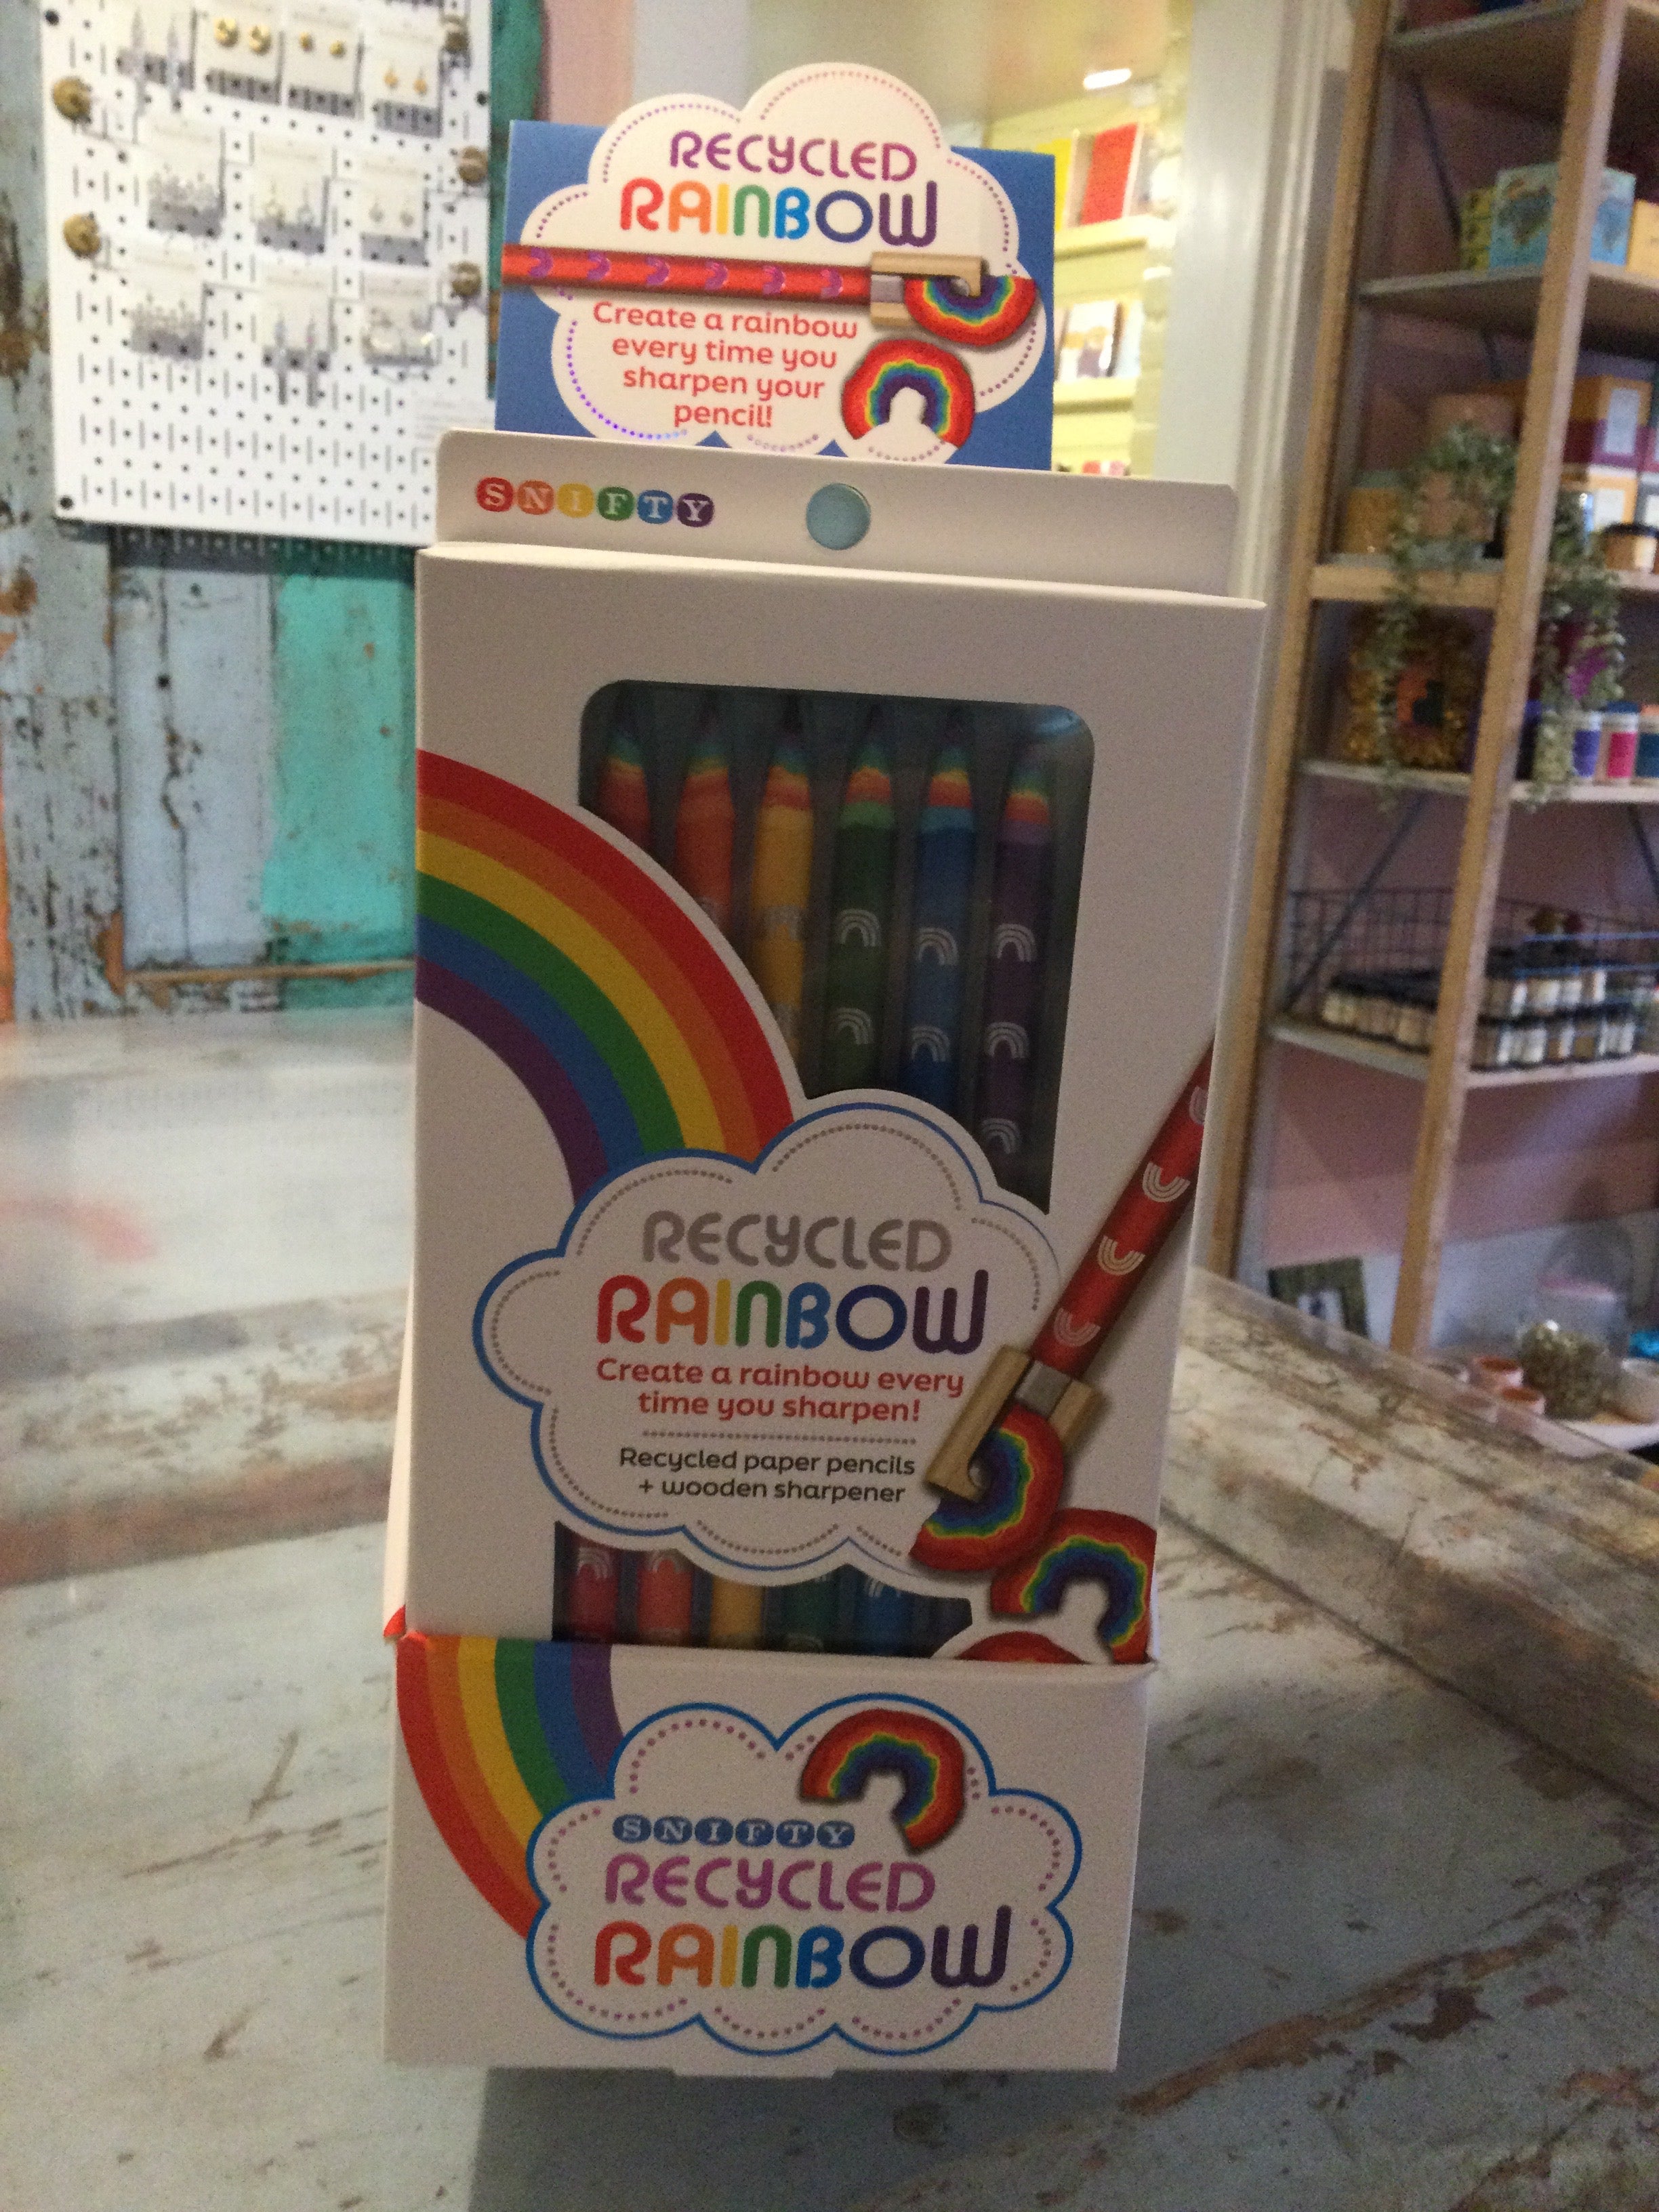 RECYCLED
RAINBOW
Create a rainbow
every time you
sharpen your
pencil!
SNIFTY
RECYCLED
RAINBOW
Create a rainbow every
time you sharpen!
Recycled paper pencils
+ wooden sharpener
SNIFTY
RECYCLED
RAINBOW